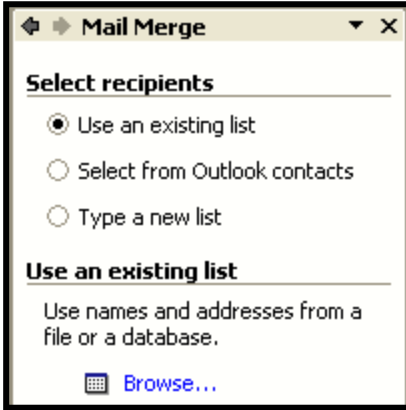 Mail Merge
Select recipients
Use an existing list
Select from Outlook contacts
Type a new list
Use an existing list
Use names and addresses from a
file or a database.
Browse...